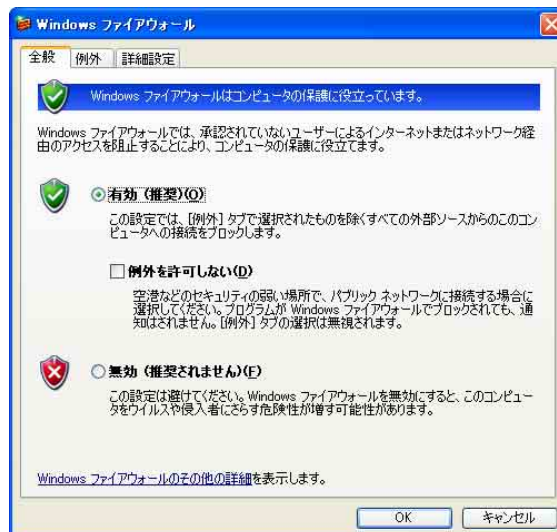 Windows ファイアウォール
全般 例外 詳細設定
Windows ファイアウォールはコンピュータの保護に役立っています。
Windows ファイアウォールでは、承認されていないユーザーによるインターネットまたはネットワーク経
由のアクセスを阻止することにより、コンピュータの保護に役立てます。
有効 (推奨)(O)
この設定では、[例外] タブで選択されたものを除くすべての外部ソースからのこのコン
ピュータへの接続をブロックします。
例外を許可しない(D)
空港などのセキュリティの弱い場所で、パブリック ネットワークに接続する場合に
選択してください。プログラムが Windows ファイアウォールでブロックされても、通
知はされません。[例外] タブの選択は無視されます。
無効 (推奨されません)(F)
この設定は避けてください。Windows ファイアウォールを無効にすると、このコンピュー
タをウイルスや侵入者にさらす危険性が増す可能性があります。
Windows ファイアウォールのその他の詳細を表示します。
OK キャンセル